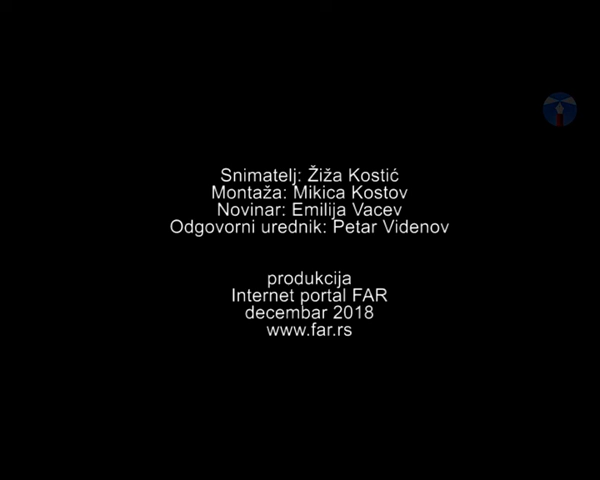 Snimatelj: Žiža Kostić
Montaža: Mikica Kostov
Novinar: Emilija Vacev
Odgovorni urednik: Petar Videnov
produkcija
Internet portal FAR
decembar 2018
www.far.rs